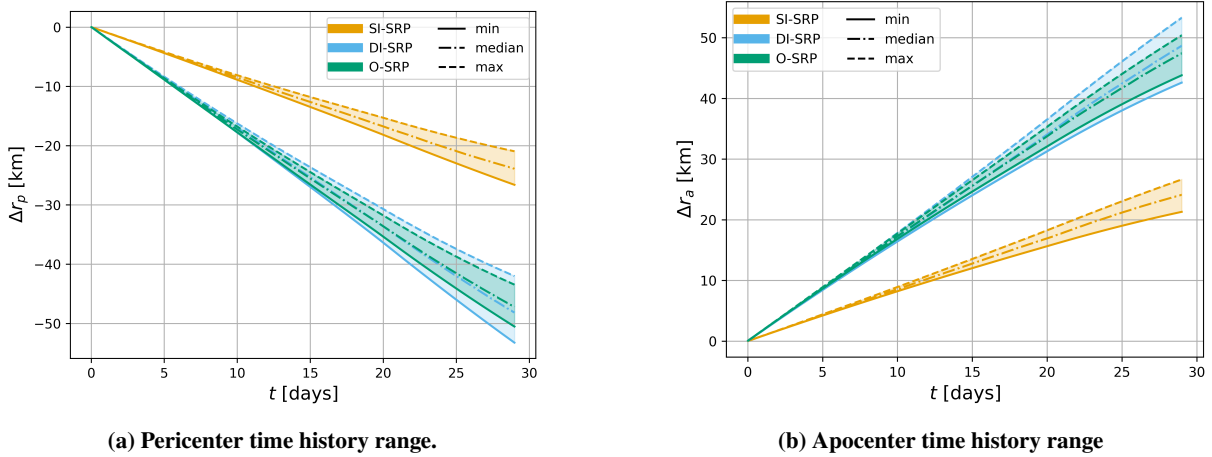 0
−10
−20
−30
−40
−50
Δr_p [km]
SI-SRP
DI-SRP
O-SRP
min
median
max
0 5 10 15 20 25 30
t [days]
(a) Pericenter time history range.
50
40
30
20
10
0
Δr_a [km]
SI-SRP
DI-SRP
O-SRP
min
median
max
0 5 10 15 20 25 30
t [days]
(b) Apocenter time history range